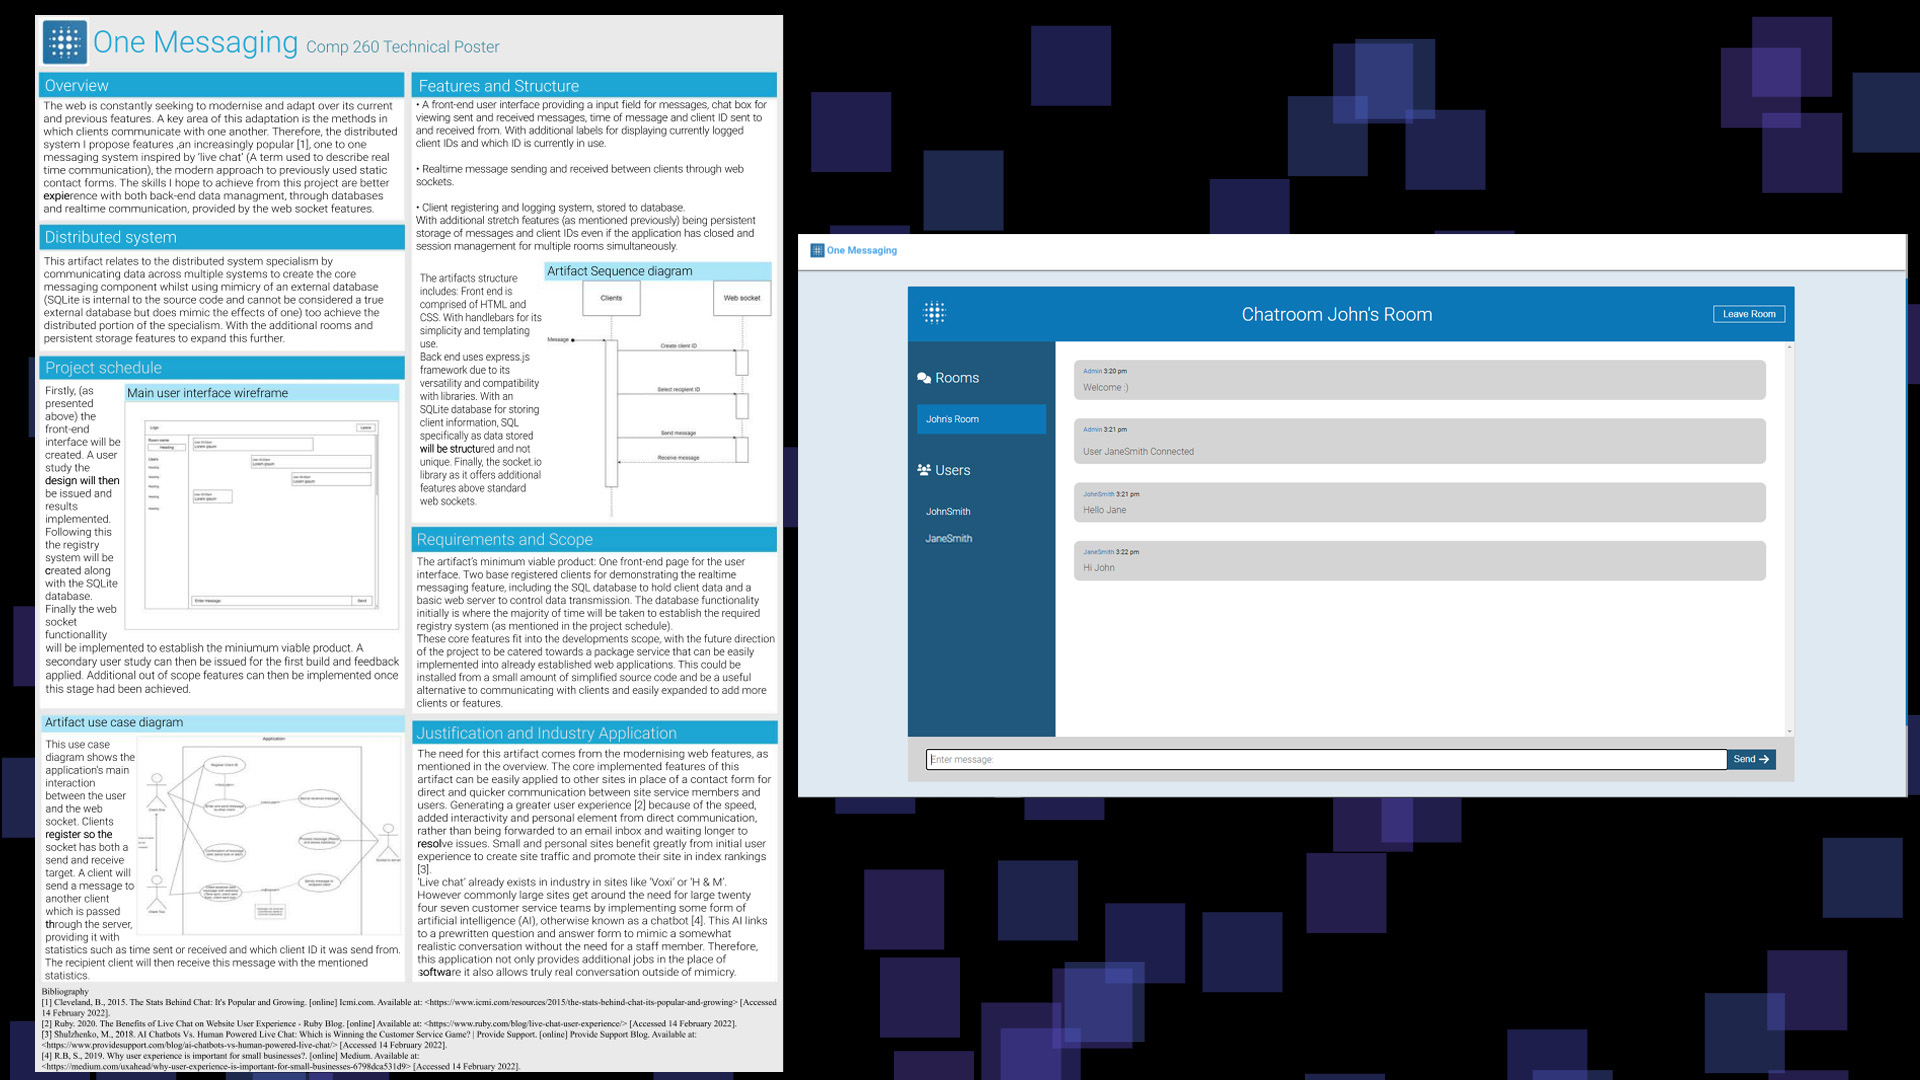 One Messaging Comp 260 Technical Poster
Overview
The web is constantly seeking to modernise and adapt over its current
and previous features. A key area of this adaptation is the methods in
which clients communicate with one another. Therefore, the distributed
system I propose features ,an increasingly popular [1], one to one
messaging system inspired by 'live chat' (A term used to describe real
time communication), the modern approach to previously used static
contact forms. The skills I hope to achieve from this project are better
expierence with both back-end data managment, through databases
and realtime communication, provided by the web socket features.
Distributed system
This artifact relates to the distributed system specialism by
communicating data across multiple systems to create the core
messaging component whilst using mimicry of an external database
(SQLite is internal to the source code and cannot be considered a true
external database but does mimic the effects of one) too achieve the
distributed portion of the specialism. With the additional rooms and
persistent storage features to expand this further.
Project schedule
Firstly, (as
presented
above) the
front-end
interface will be
created. A user
study the
design will then
be issued and
results
implemented.
Following this
the registry
system will be
created along
with the SQLite
database.
Finally the web
socket
functionallity
will be implemented to establish the miniumum viable product. A
secondary user study can then be issued for the first build and feedback
applied. Additional out of scope features can then be implemented once
this stage had been achieved.
Main user interface wireframe
Logo
Leave
Room name
Heading
Users
Heading
Heading
Heading
Heading
Heading
Lorem ipsum
Lorem ipsum
Lorem ipsum
Lorem ipsum
Enter message
Send
Artifact use case diagram
This use case
diagram shows the
application's main
interaction
between the user
and the web
socket. Clients
register so the
socket has both a
send and receive
target. A client will
send a message to
another client
which is passed
through the server,
providing it with
statistics such as time sent or received and which client ID it was send from.
The recipient client will then receive this message with the mentioned
statistics.
Application
Register client ID
Features and Structure
• A front-end user interface providing a input field for messages, chat box for
viewing sent and received messages, time of message and client ID sent to
and received from. With additional labels for displaying currently logged
client IDs and which ID is currently in use.
• Realtime message sending and received between clients through web
sockets.
• Client registering and logging system, stored to database.
With additional stretch features (as mentioned previously) being persistent
storage of messages and client IDs even if the application has closed and
session management for multiple rooms simultaneously.
The artifacts structure
includes: Front end is
comprised of HTML and
CSS. With handlebars for its
simplicity and templating
use.
Back end uses express.js
framework due to its
versatility and compatibility
with libraries. With an
SQLite database for storing
client information, SQL
specifically as data stored
will be structured and not
unique. Finally, the socket.io
library as it offers additional
features above standard
web sockets.
Artifact Sequence diagram
Clients
Web socket
Message
Create client ID
Select recipient ID
Send message
Receive message
Requirements and Scope
The artifact's minimum viable product: One front-end page for the user
interface. Two base registered clients for demonstrating the realtime
messaging feature, including the SQL database to hold client data and a
basic web server to control data transmission. The database functionality
initially is where the majority of time will be taken to establish the required
registry system (as mentioned in the project schedule).
These core features fit into the developments scope, with the future direction
of the project to be catered towards a package service that can be easily
implemented into already established web applications. This could be
installed from a small amount of simplified source code and be a useful
alternative to communicating with clients and easily expanded to add more
clients or features.
Justification and Industry Application
The need for this artifact comes from the modernising web features, as
mentioned in the overview. The core implemented features of this
artifact can be easily applied to other sites in place of a contact form for
direct and quicker communication between site service members and
users. Generating a greater user experience [2] because of the speed,
added interactivity and personal element from direct communication,
rather than being forwarded to an email inbox and waiting longer to
resolve issues. Small and personal sites benefit greatly from initial user
experience to create site traffic and promote their site in index rankings
[3].
'Live chat' already exists in industry in sites like 'Voxi' or 'H & M'.
However commonly large sites get around the need for large twenty
four seven customer service teams by implementing some form of
artificial intelligence (AI), otherwise known as a chatbot [4]. This AI links
to a prewritten question and answer form to mimic a somewhat
realistic conversation without the need for a staff member. Therefore,
this application not only provides additional jobs in the place of
software it also allows truly real conversation outside of mimicry.
Bibliography
[1] Cleveland, B., 2015. The Stats Behind Chat: It's Popular and Growing. [online] Icmi.com. Available at: <https://www.icmi.com/resources/2015/the-stats-behind-chat-its-popular-and-growing> [Accessed
14 February 2022].
[2] Ruby. 2020. The Benefits of Live Chat on Website User Experience - Ruby Blog. [online] Available at: <https://www.ruby.com/blog/live-chat-user-experience/> [Accessed 14 February 2022].
[3] Shulzhenko, M., 2018. AI Chatbots Vs. Human Powered Live Chat: Which is Winning the Customer Service Game? | Provide Support. [online] Provide Support Blog. Available at:
<https://www.providesupport.com/blog/ai-chatbots-vs-human-powered-live-chat/> [Accessed 14 February 2022].
[4] R.B, S., 2019. Why user experience is important for small businesses?. [online] Medium. Available at:
<https://medium.com/uxahead/why-user-experience-is-important-for-small-businesses-6798dca531d9> [Accessed 14 February 2022].
One Messaging
Chatroom John's Room
Leave Room
Rooms
John's Room
Users
JohnSmith
JaneSmith
Admin 3:20 pm
Welcome :)
Admin 3:21 pm
User JaneSmith Connected
JohnSmith 3:21 pm
Hello Jane
JaneSmith 3:22 pm
Hi John
Enter message:
Send